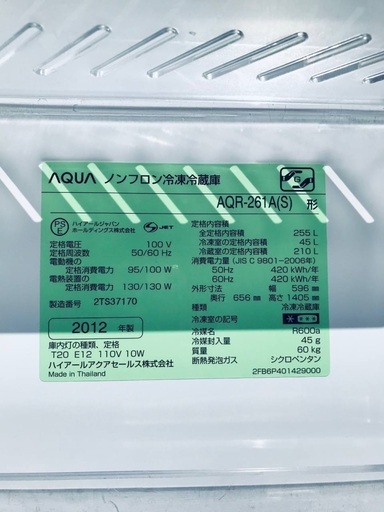 AQUA ノンフロン冷凍冷蔵庫
AQR-261A(S) 形
PS E
ハイアールジャパン
ホールディングス株式会社
JET
定格電圧 100 V
定格周波数 50/60 Hz
電動機の
定格消費電力 95/100 W
電熱装置の
定格消費電力 130/130 W
製造番号 2TS37170
2012 年製
庫内灯の種類、定格
T20 E12 110V 10W
ハイアールアクアセールス株式会社
Made in Thailand
定格内容積
全定格内容積 255 L
冷凍室の定格内容積 45 L
冷蔵室の定格内容積 210 L
消費電力量 (JIS C 9801-2006年)
50Hz 420 kWh/年
60Hz 420 kWh/年
外形寸法 幅 596 mm
奥行 656 mm 高さ 1405 mm
種類 冷凍冷蔵庫
冷凍室の記号
冷媒名 R600a
冷媒封入量 45 g
質量 60 kg
断熱発泡ガス シクロペンタン
2FB6P401429000